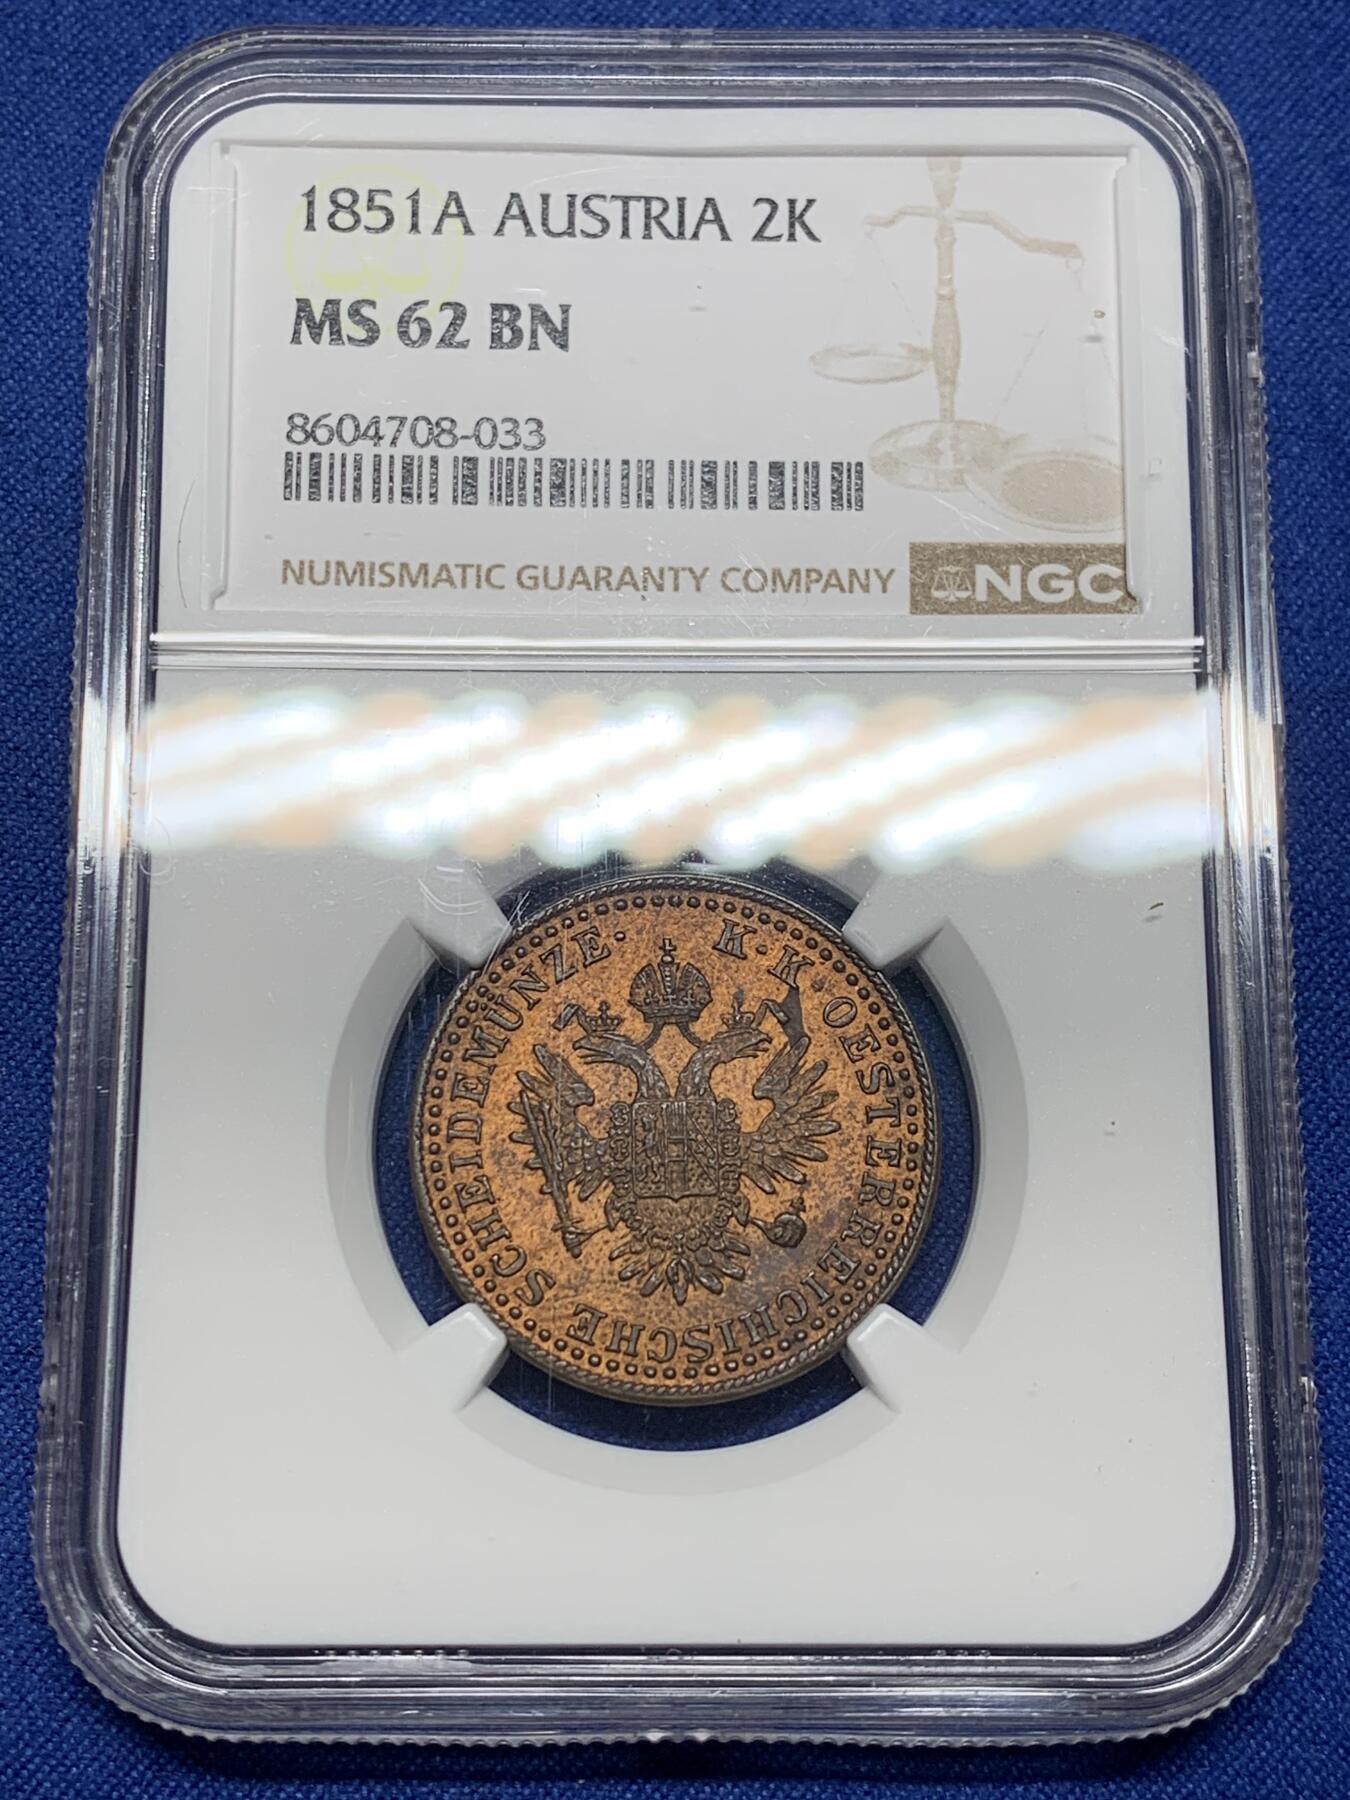 1851A AUSTRIA 2K
MS 62 BN
8604708-033
NUMISMATIC GUARANTY COMPANY
NGC
K. K. OESTERREICHISCHE SCHEIDEMÜNZE.